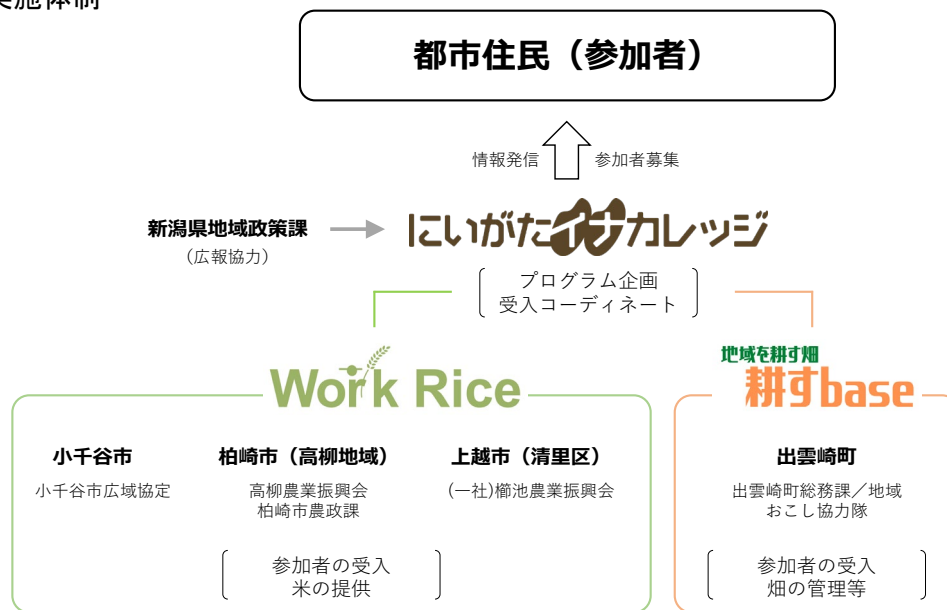 実施体制
都市住民（参加者）
情報発信
参加者募集
新潟県地域政策課
（広報協力）
にいがたイナカレッジ
プログラム企画
受入コーディネート
Work Rice
地域を耕す畑
耕すbase
小千谷市
小千谷市広域協定
柏崎市（高柳地域）
高柳農業振興会
柏崎市農政課
上越市（清里区）
(一社)櫛池農業振興会
参加者の受入
米の提供
出雲崎町
出雲崎町総務課／地域
おこし協力隊
参加者の受入
畑の管理等